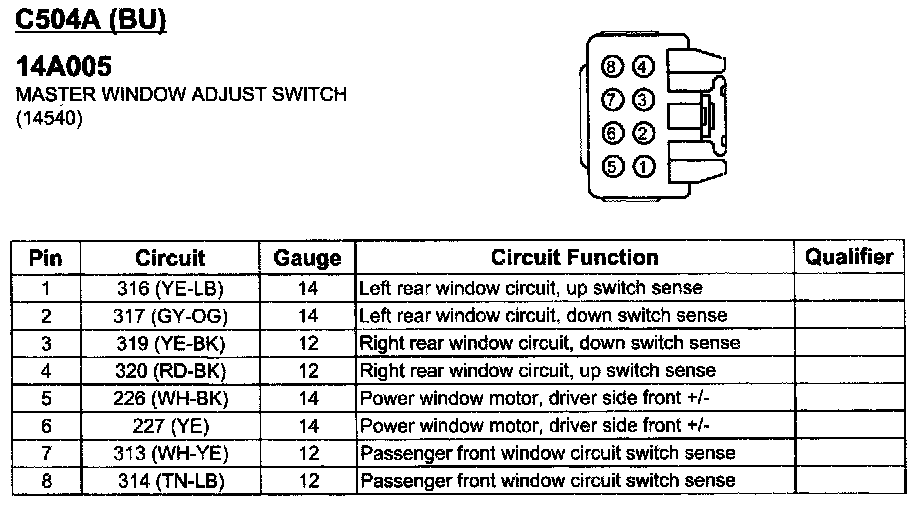 C504A (BU)
14A005
MASTER WINDOW ADJUST SWITCH
(14540)
8 4
7 3
6 2
5 1
Pin Circuit Gauge Circuit Function Qualifier
1 316 (YE-LB) 14 Left rear window circuit, up switch sense
2 317 (GY-OG) 14 Left rear window circuit, down switch sense
3 319 (YE-BK) 12 Right rear window circuit, down switch sense
4 320 (RD-BK) 12 Right rear window circuit, up switch sense
5 226 (WH-BK) 14 Power window motor, driver side front +/-
6 227 (YE) 14 Power window motor, driver side front +/-
7 313 (WH-YE) 12 Passenger front window circuit switch sense
8 314 (TN-LB) 12 Passenger front window circuit switch sense